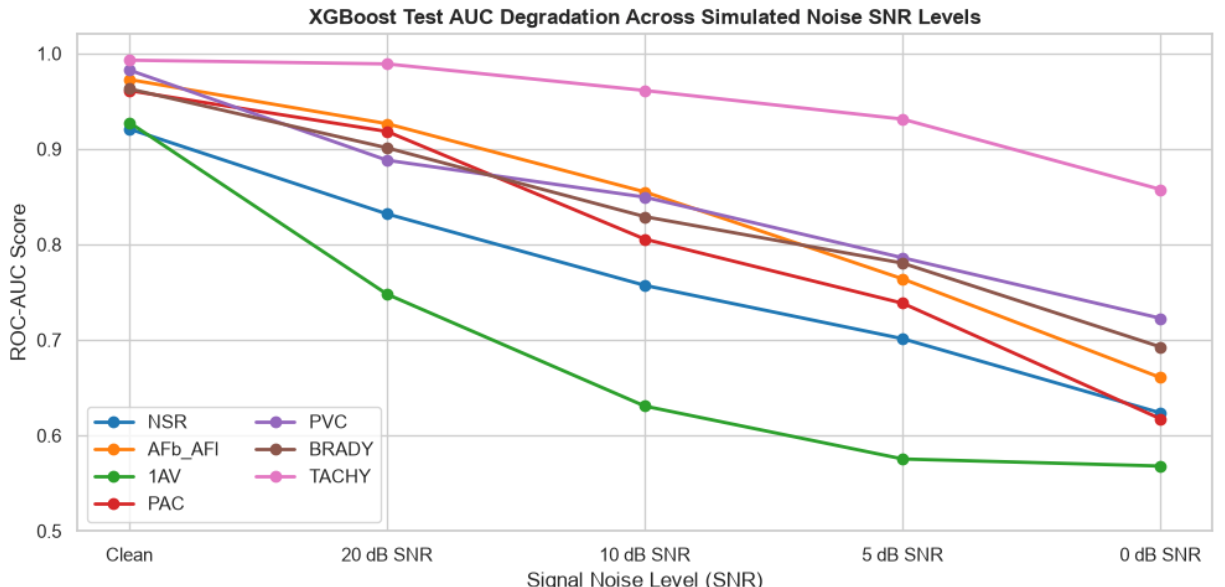 XGBoost Test AUC Degradation Across Simulated Noise SNR Levels
ROC-AUC Score
1.0
0.9
0.8
0.7
0.6
0.5
NSR
AFb_AFl
1AV
PAC
PVC
BRADY
TACHY
Clean
20 dB SNR
10 dB SNR
5 dB SNR
0 dB SNR
Signal Noise Level (SNR)